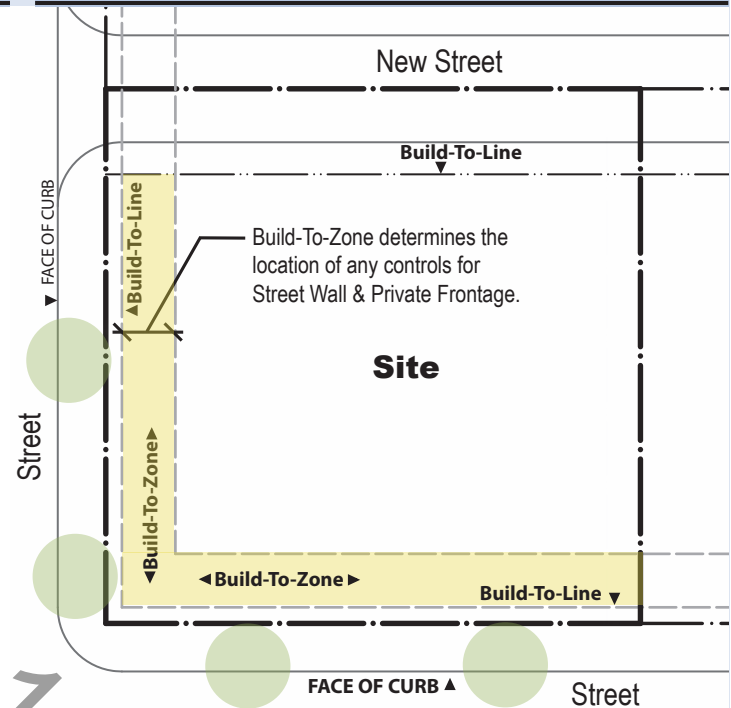 New Street
Build-To-Line▼
▼ FACE OF CURB
▲Build-To-Line
Build-To-Zone determines the
location of any controls for
Street Wall & Private Frontage.
Site
Street
◄Build-To-Zone►
◄Build-To-Zone ►
Build-To-Line ▼
FACE OF CURB ▲
Street